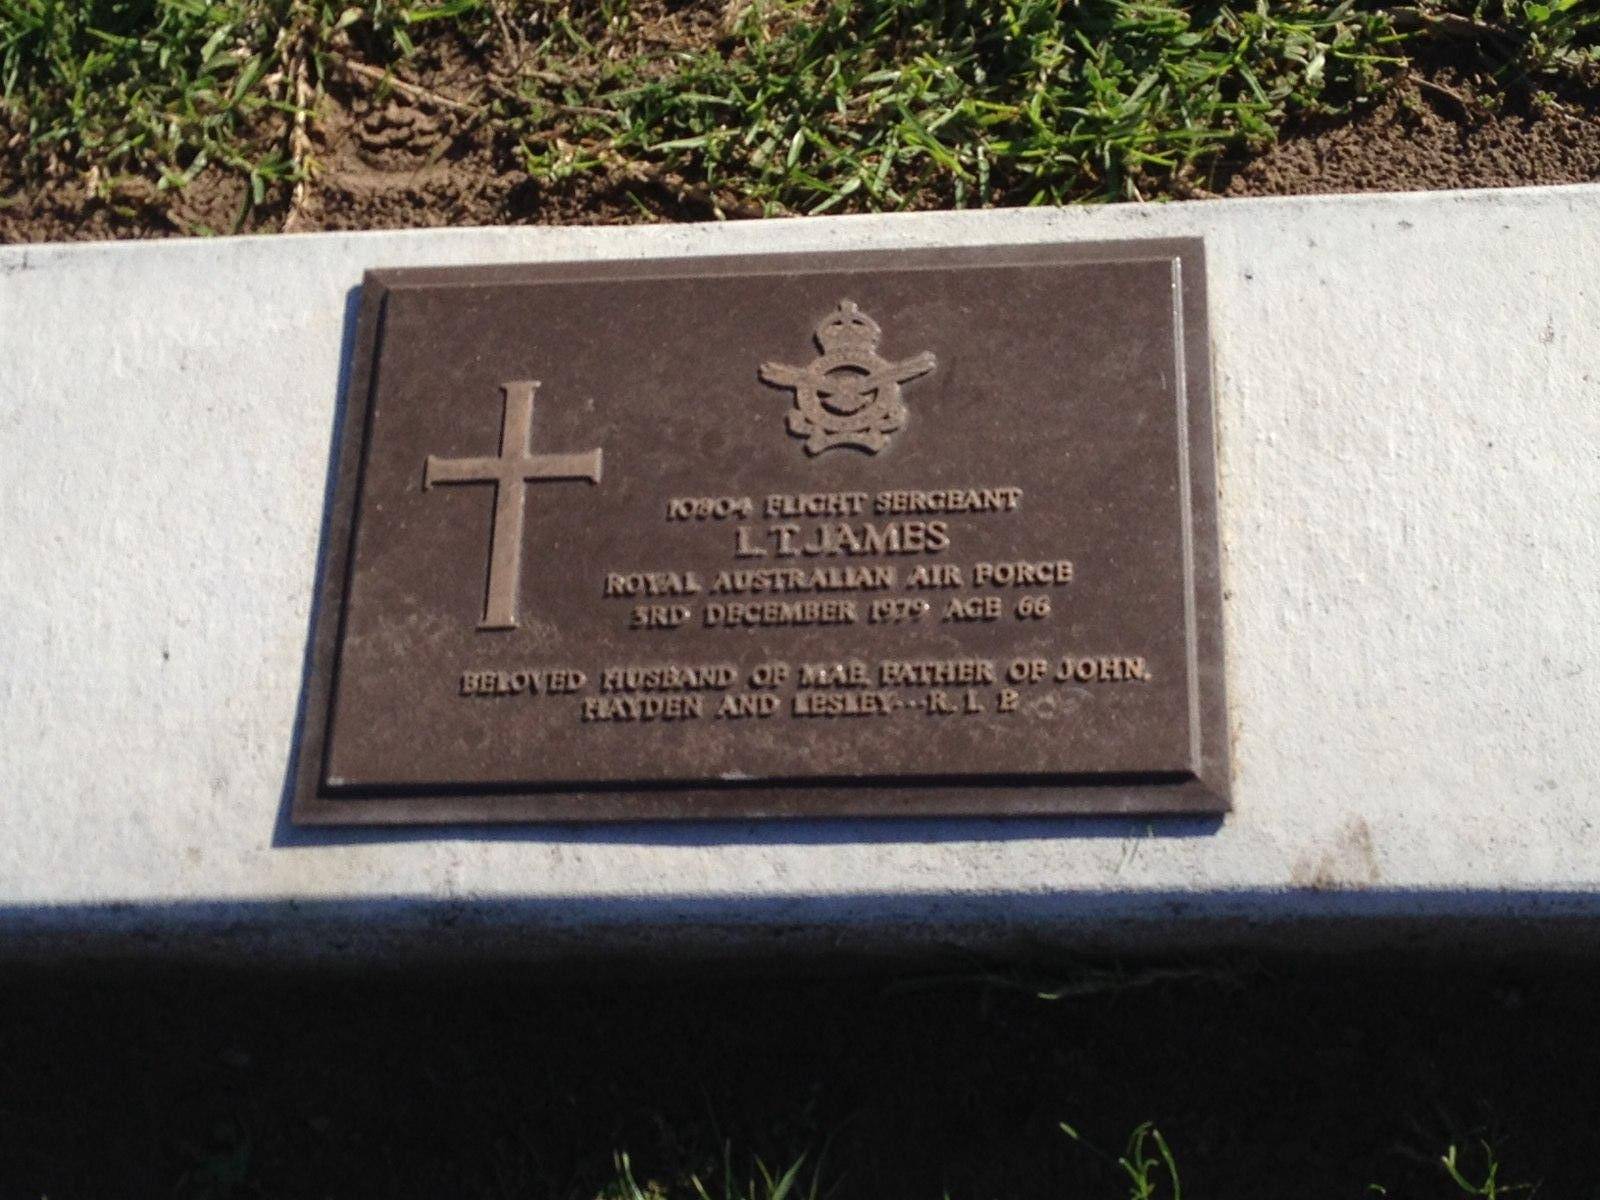 10804 FLIGHT SERGEANT
L.T. JAMES
ROYAL AUSTRALIAN AIR FORCE
3RD DECEMBER 1979 AGE 66
BELOVED HUSBAND OF MAE, FATHER OF JOHN,
HAYDEN AND LESLEY···R. I. P.